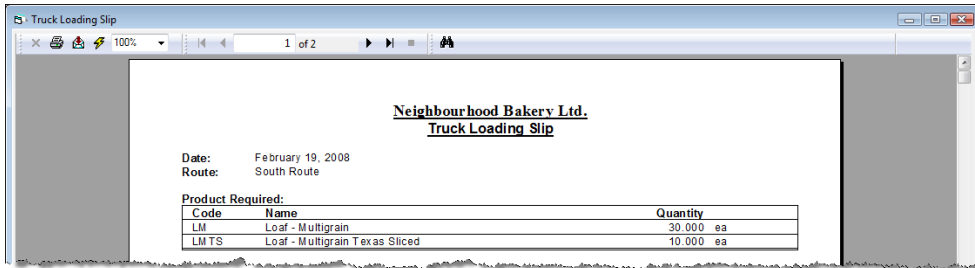 Truck Loading Slip
100%
1 of 2
Neighbourhood Bakery Ltd.
Truck Loading Slip
Date: February 19, 2008
Route: South Route
Product Required:
Code Name Quantity
LM Loaf - Multigrain 30.000 ea
LMTS Loaf - Multigrain Texas Sliced 10.000 ea